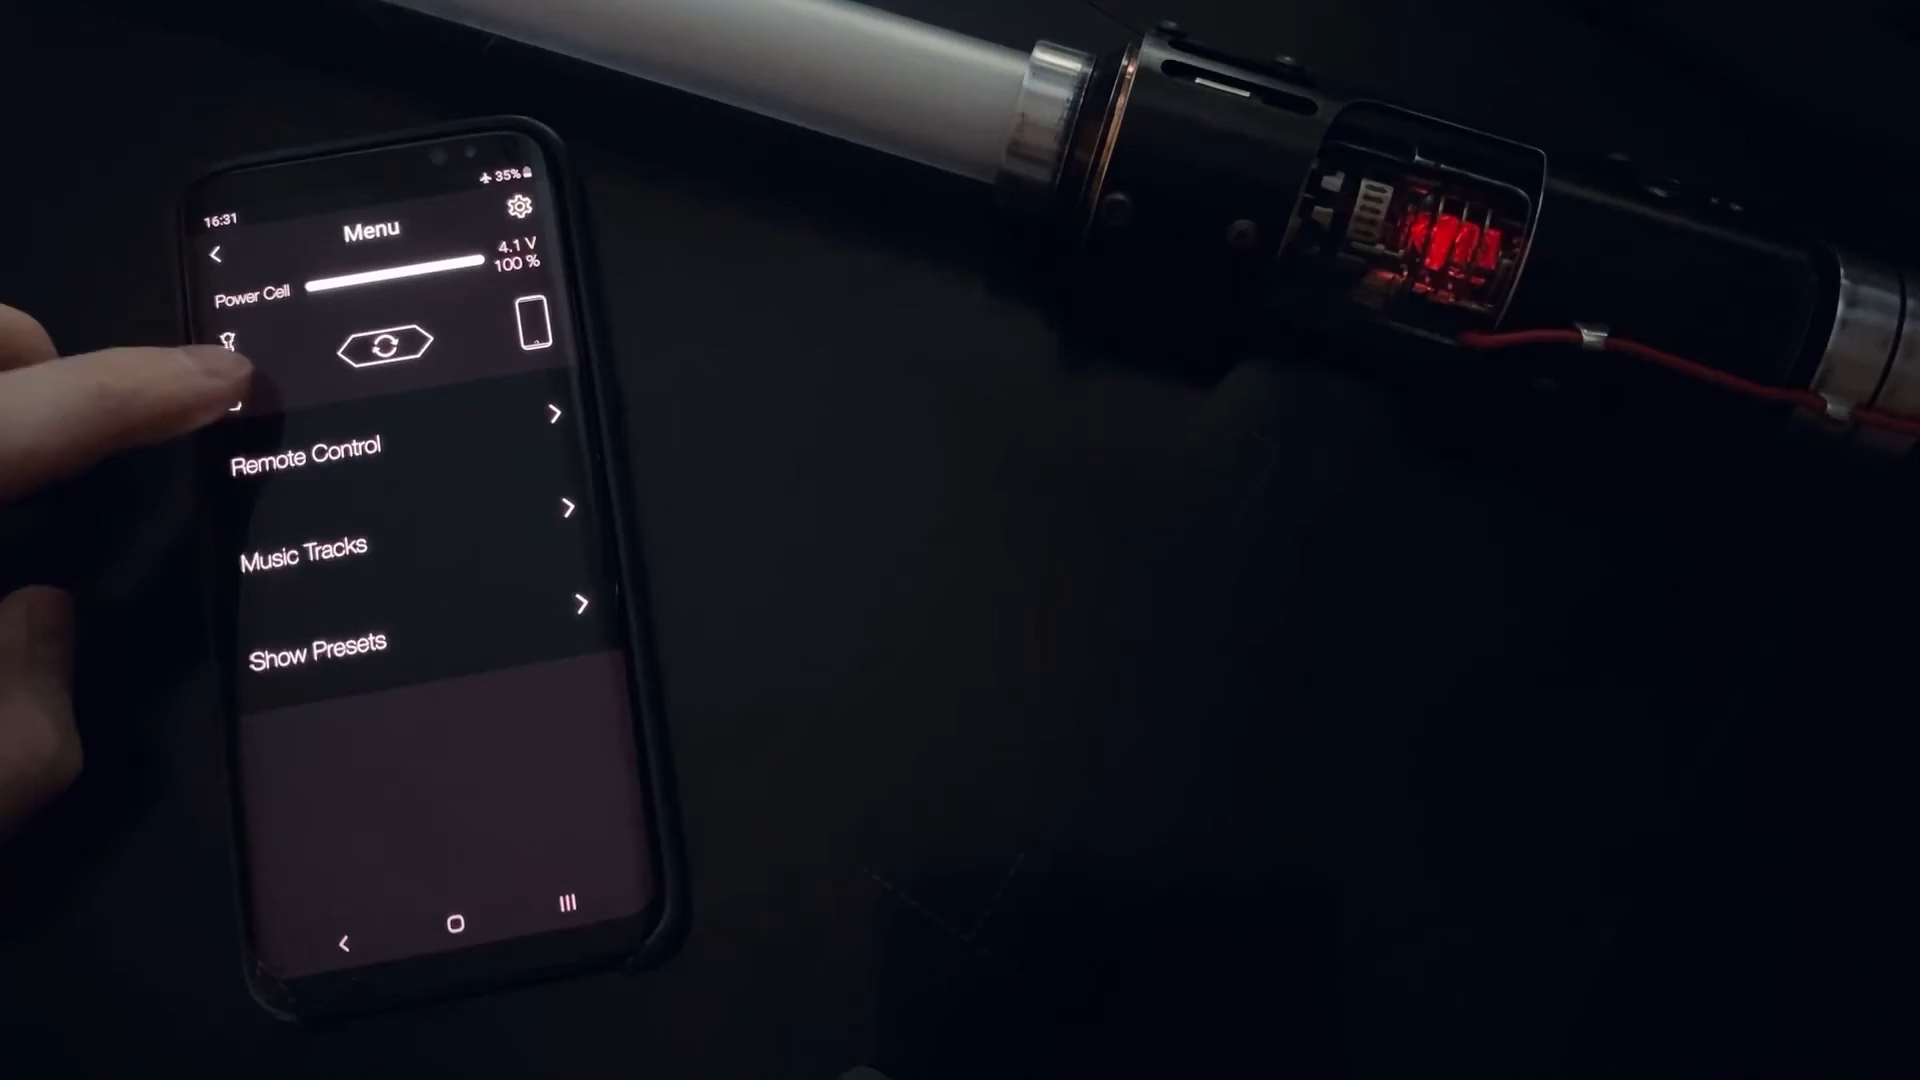 35%
16:31
Menu
4.1 V
100 %
Power Cell
Remote Control
Music Tracks
Show Presets